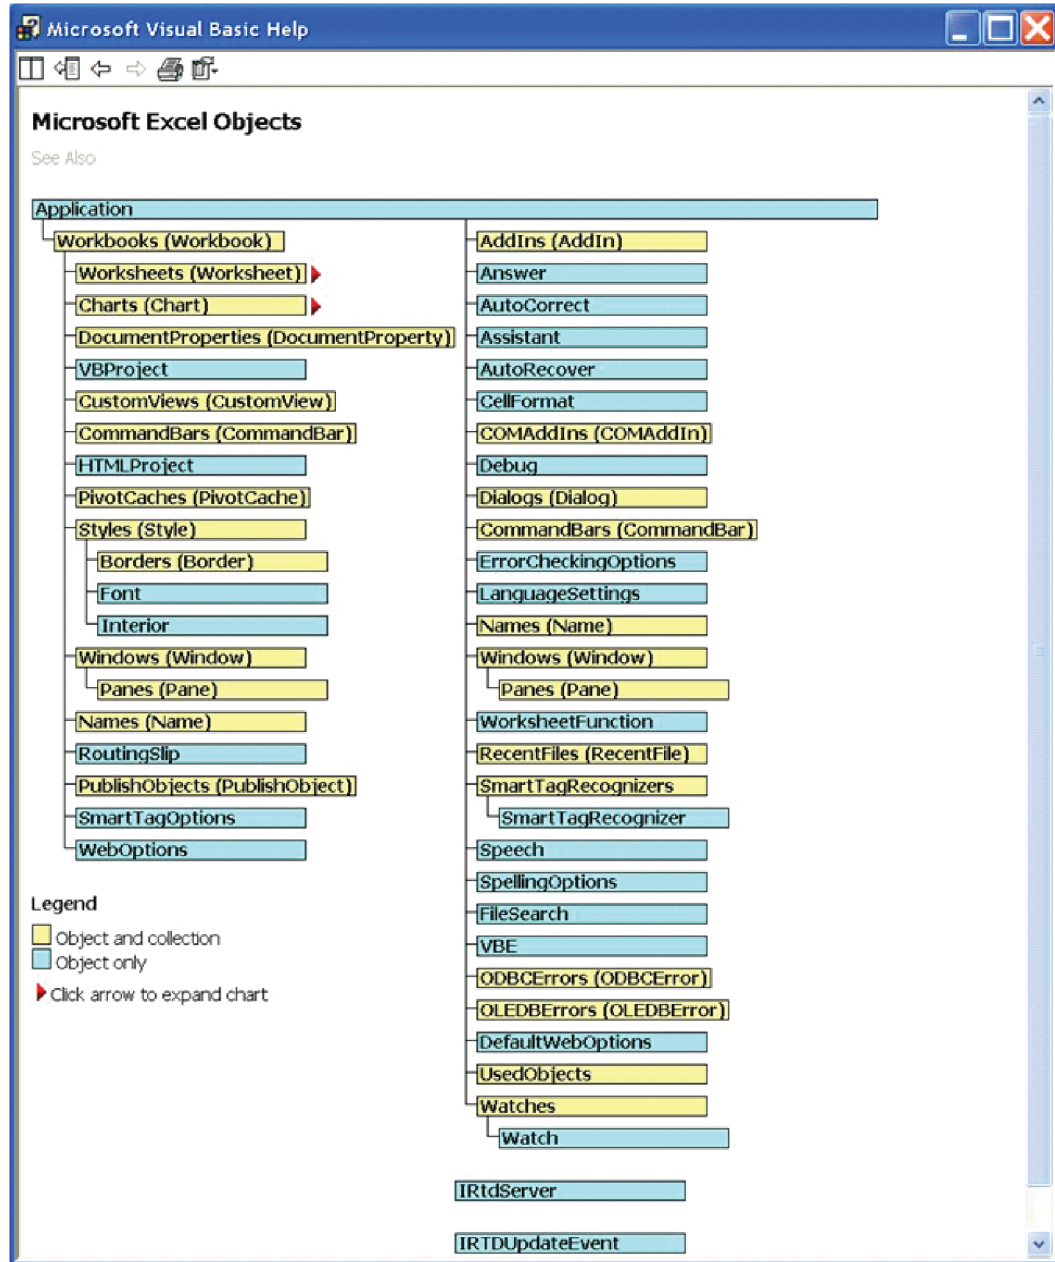 Microsoft Visual Basic Help
Microsoft Excel Objects
See Also
Application
Workbooks (Workbook)
Worksheets (Worksheet)
Charts (Chart)
DocumentProperties (DocumentProperty)
VBProject
CustomViews (CustomView)
CommandBars (CommandBar)
HTMLProject
PivotCaches (PivotCache)
Styles (Style)
Borders (Border)
Font
Interior
Windows (Window)
Panes (Pane)
Names (Name)
RoutingSlip
PublishObjects (PublishObject)
SmartTagOptions
WebOptions
AddIns (AddIn)
Answer
AutoCorrect
Assistant
AutoRecover
CellFormat
COMAddIns (COMAddIn)
Debug
Dialogs (Dialog)
CommandBars (CommandBar)
ErrorCheckingOptions
LanguageSettings
Names (Name)
Windows (Window)
Panes (Pane)
WorksheetFunction
RecentFiles (RecentFile)
SmartTagRecognizers
SmartTagRecognizer
Speech
SpellingOptions
FileSearch
VBE
ODBCErrors (ODBCError)
OLEDBErrors (OLEDBError)
DefaultWebOptions
UsedObjects
Watches
Watch
IRtdServer
IRTDUpdateEvent
Legend
Object and collection
Object only
Click arrow to expand chart